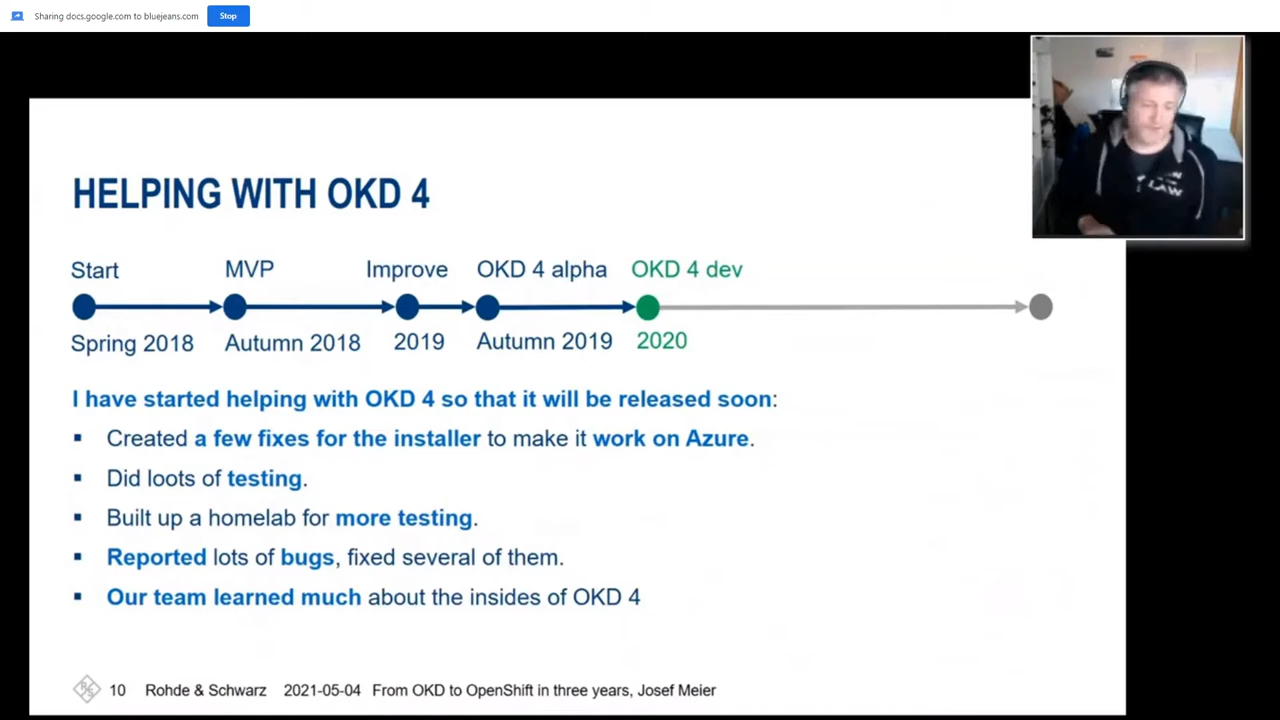 Sharing docs.google.com to bluejeans.com Stop
HELPING WITH OKD 4
Start MVP Improve OKD 4 alpha OKD 4 dev
Spring 2018 Autumn 2018 2019 Autumn 2019 2020
I have started helping with OKD 4 so that it will be released soon:
▪ Created a few fixes for the installer to make it work on Azure.
▪ Did loots of testing.
▪ Built up a homelab for more testing.
▪ Reported lots of bugs, fixed several of them.
▪ Our team learned much about the insides of OKD 4
10 Rohde & Schwarz 2021-05-04 From OKD to OpenShift in three years, Josef Meier
LAW